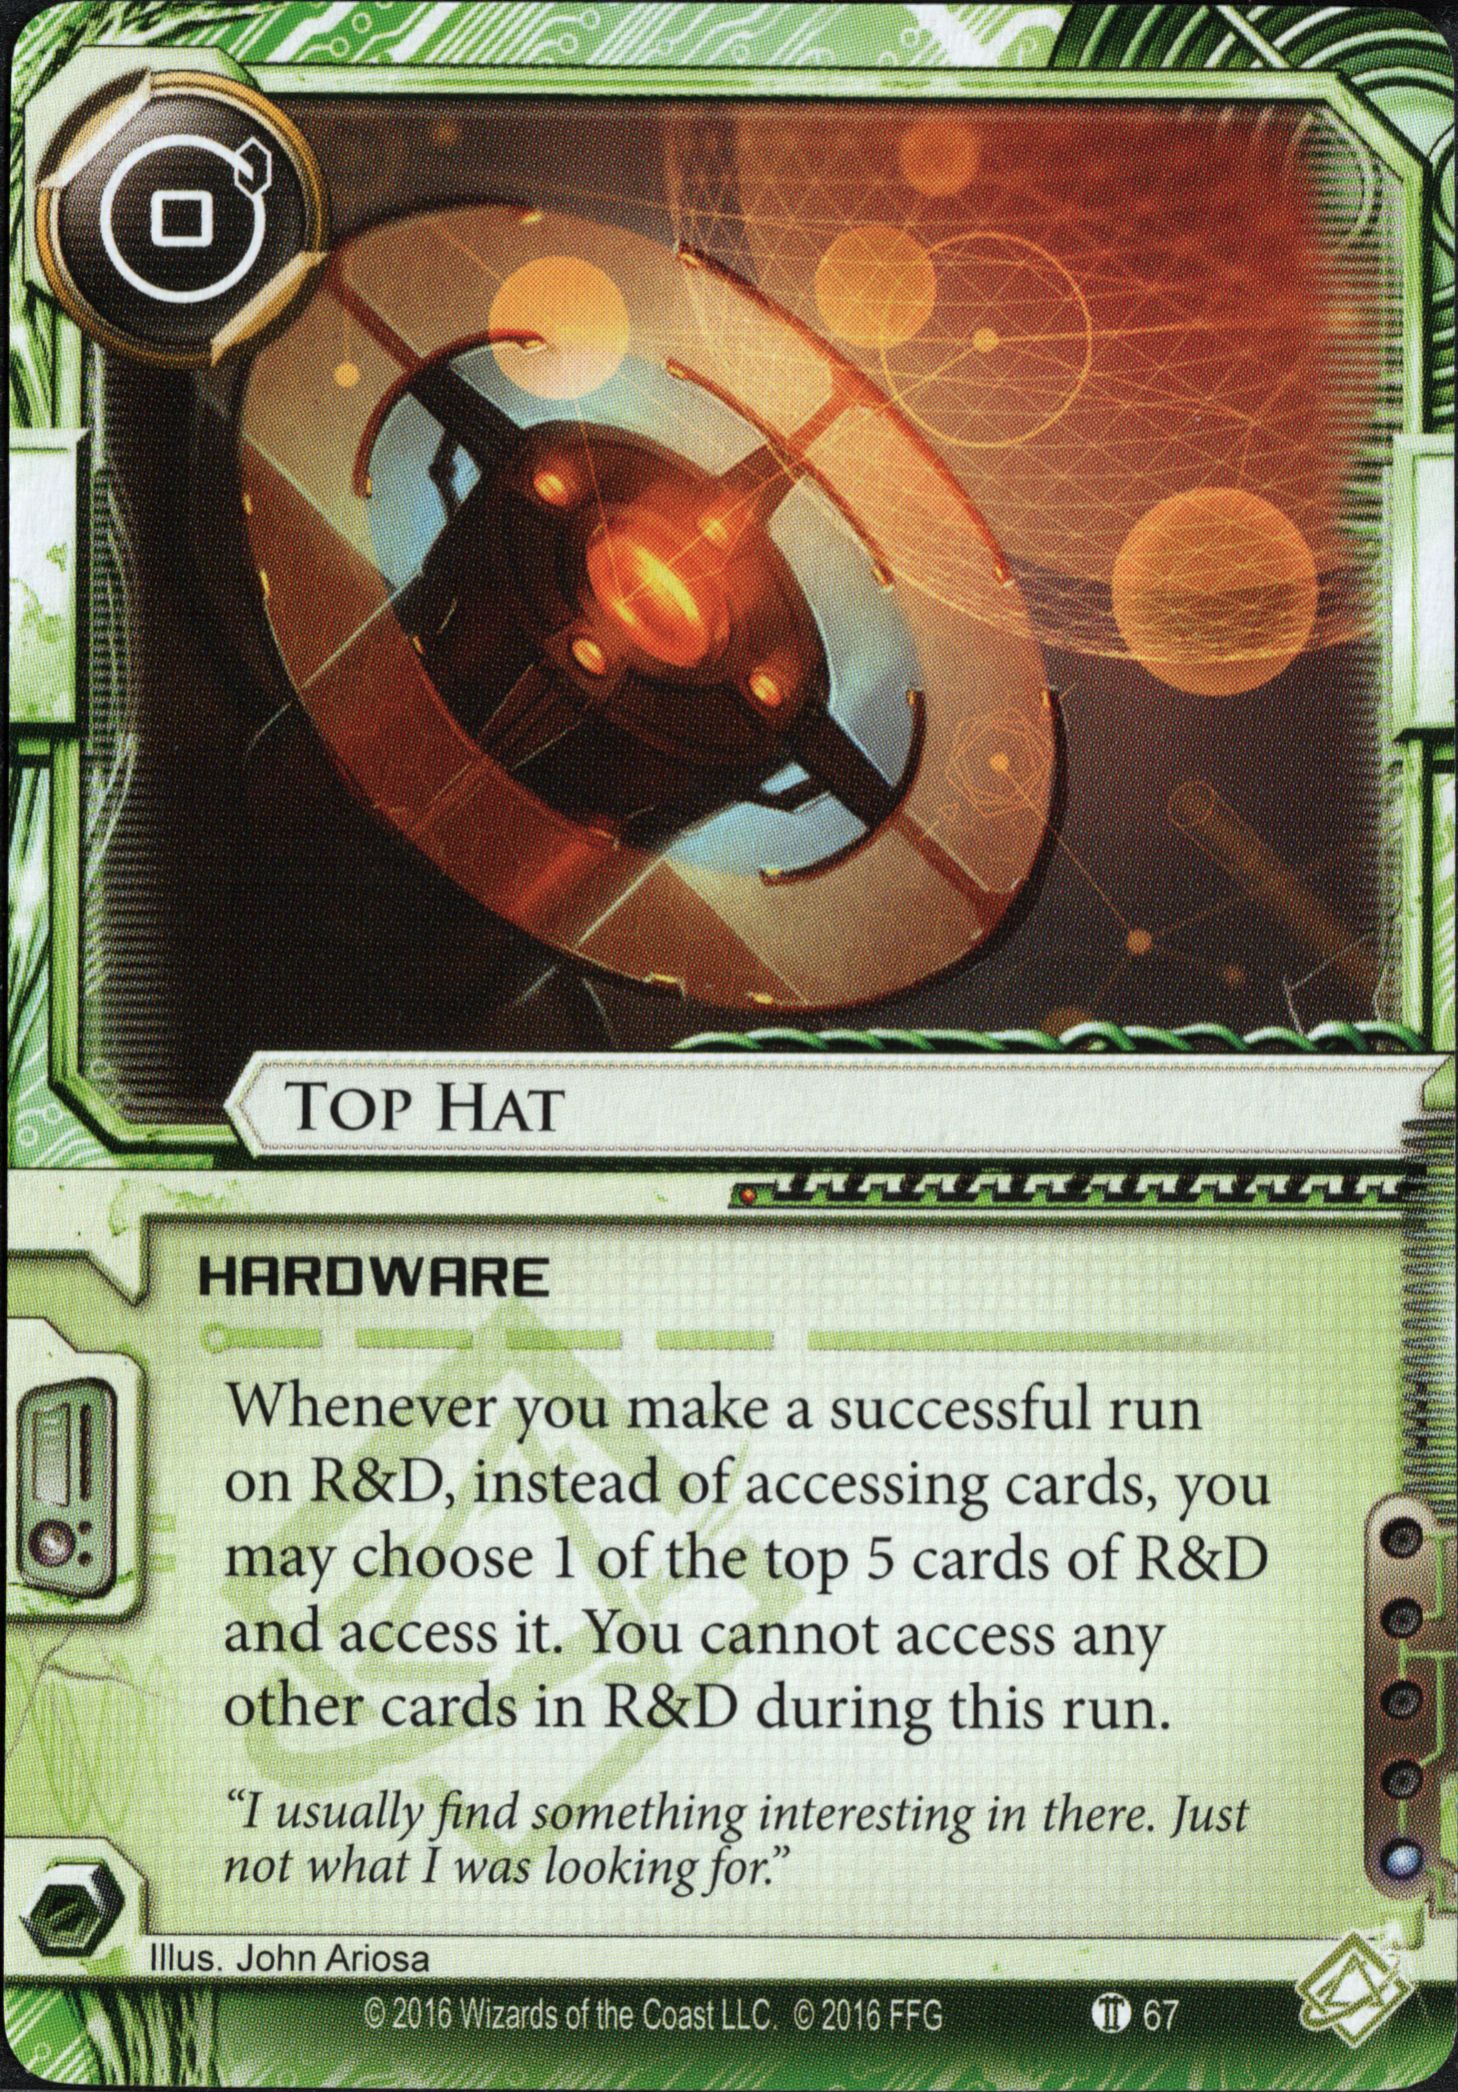 0
TOP HAT
HARDWARE
Whenever you make a successful run
on R&D, instead of accessing cards, you
may choose 1 of the top 5 cards of R&D
and access it. You cannot access any
other cards in R&D during this run.
“I usually find something interesting in there. Just
not what I was looking for.”
Illus. John Ariosa
© 2016 Wizards of the Coast LLC. © 2016 FFG
67